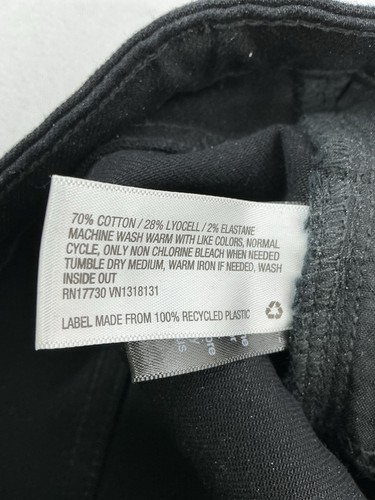 70% COTTON / 28% LYOCELL / 2% ELASTANE
MACHINE WASH WARM WITH LIKE COLORS, NORMAL
CYCLE, ONLY NON CHLORINE BLEACH WHEN NEEDED
TUMBLE DRY MEDIUM, WARM IRON IF NEEDED, WASH
INSIDE OUT
RN17730 VN1318131
LABEL MADE FROM 100% RECYCLED PLASTIC